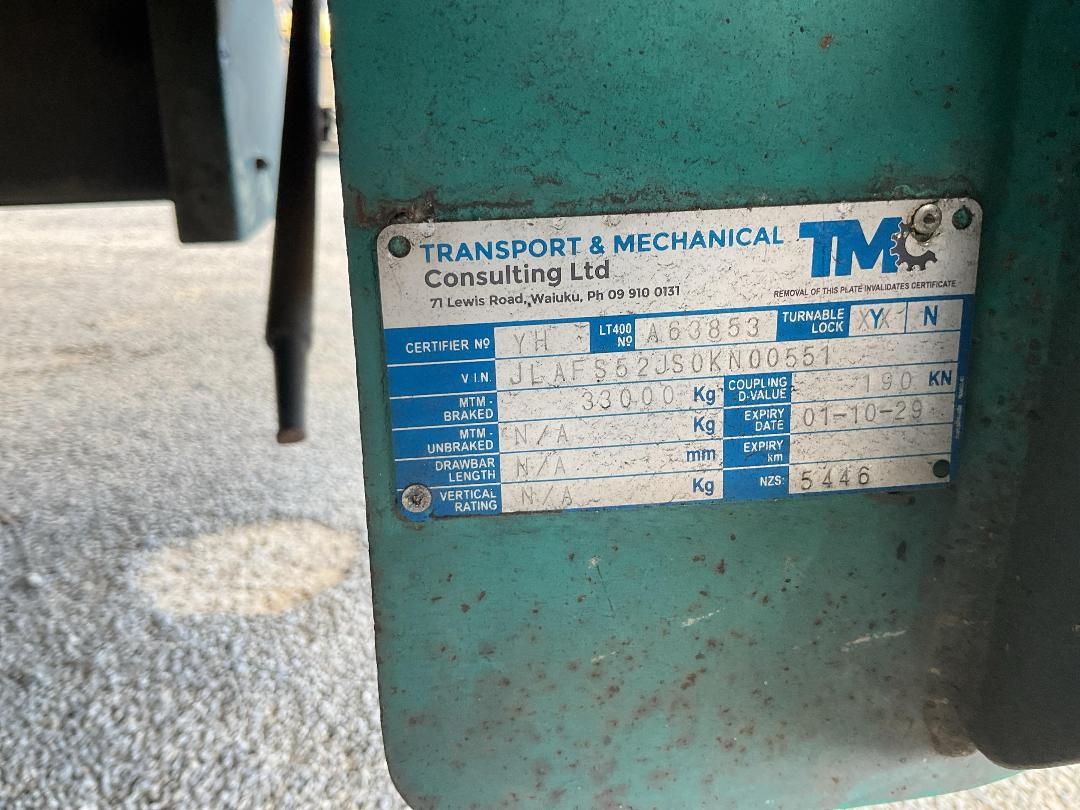 TRANSPORT & MECHANICAL TMC
Consulting Ltd
71 Lewis Road, Waiuku, Ph 09 910 0131
REMOVAL OF THIS PLATE INVALIDATES CERTIFICATE
CERTIFIER Nº YH LT400 Nº A63853 TURNABLE LOCK Y N
V.I.N. JLAFS52JS0KN00551
MTM - BRAKED 33000 Kg COUPLING D-VALUE 190 KN
MTM - UNBRAKED N/A Kg EXPIRY DATE 01-10-29
DRAWBAR LENGTH N/A mm EXPIRY km
VERTICAL RATING N/A Kg NZS: 5446